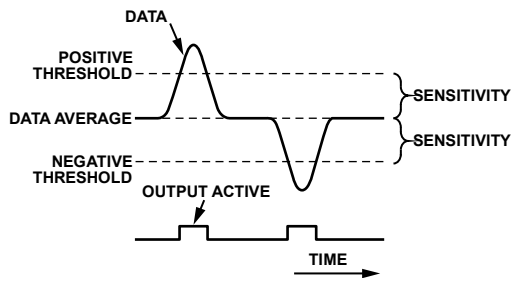 DATA
POSITIVE
THRESHOLD
SENSITIVITY
DATA AVERAGE
SENSITIVITY
NEGATIVE
THRESHOLD
OUTPUT ACTIVE
TIME